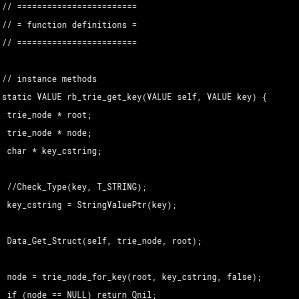 // ========================
// = function definitions =
// ========================
// instance methods
static VALUE rb_trie_get_key(VALUE self, VALUE key) {
trie_node * root;
trie_node * node;
char * key_cstring;
//Check_Type(key, T_STRING);
key_cstring = StringValuePtr(key);
Data_Get_Struct(self, trie_node, root);
node = trie_node_for_key(root, key_cstring, false);
if (node == NULL) return Qnil;